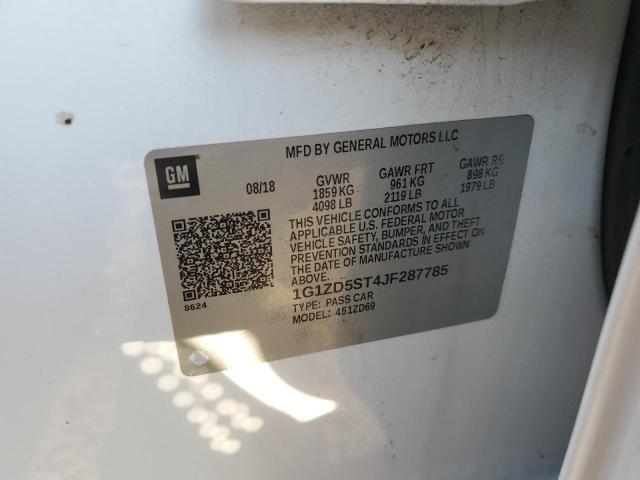 MFD BY GENERAL MOTORS LLC
GM
08/18 GVWR GAWR FRT GAWR RR
1859 KG 961 KG 898 KG
4098 LB 2119 LB 1979 LB
THIS VEHICLE CONFORMS TO ALL
APPLICABLE U.S. FEDERAL MOTOR
VEHICLE SAFETY, BUMPER, AND THEFT
PREVENTION STANDARDS IN EFFECT ON
THE DATE OF MANUFACTURE SHOWN
ABOVE.
1G1ZD5ST4JF287785
8624
TYPE: PASS CAR
MODEL: 451ZD69